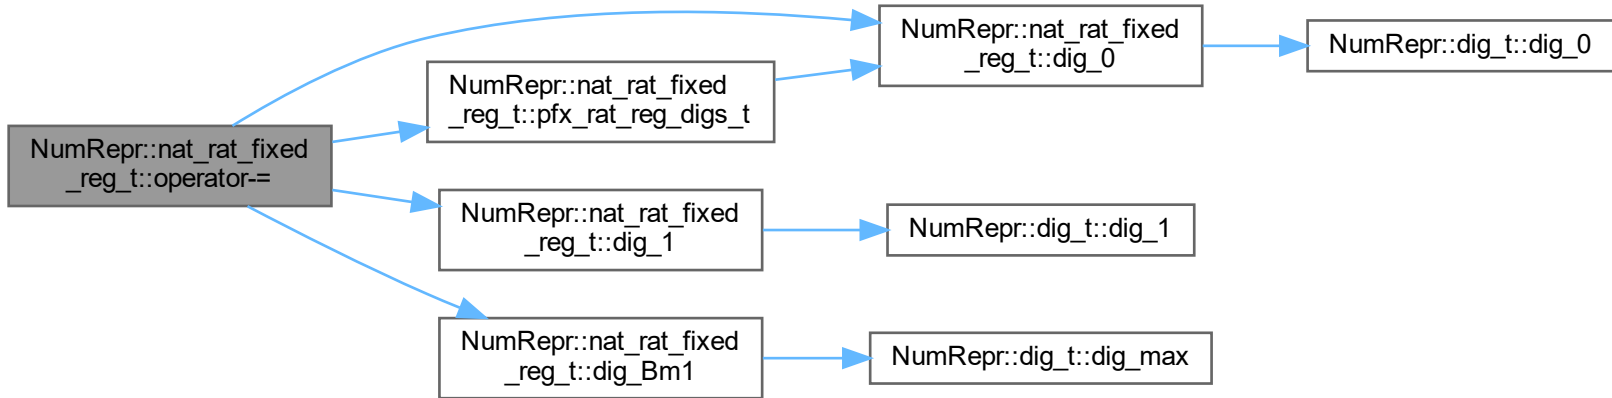 NumRepr::nat_rat_fixed
_reg_t::operator-=
NumRepr::nat_rat_fixed
_reg_t::pfx_rat_reg_digs_t
NumRepr::nat_rat_fixed
_reg_t::dig_0
NumRepr::dig_t::dig_0
NumRepr::nat_rat_fixed
_reg_t::dig_1
NumRepr::dig_t::dig_1
NumRepr::nat_rat_fixed
_reg_t::dig_Bm1
NumRepr::dig_t::dig_max